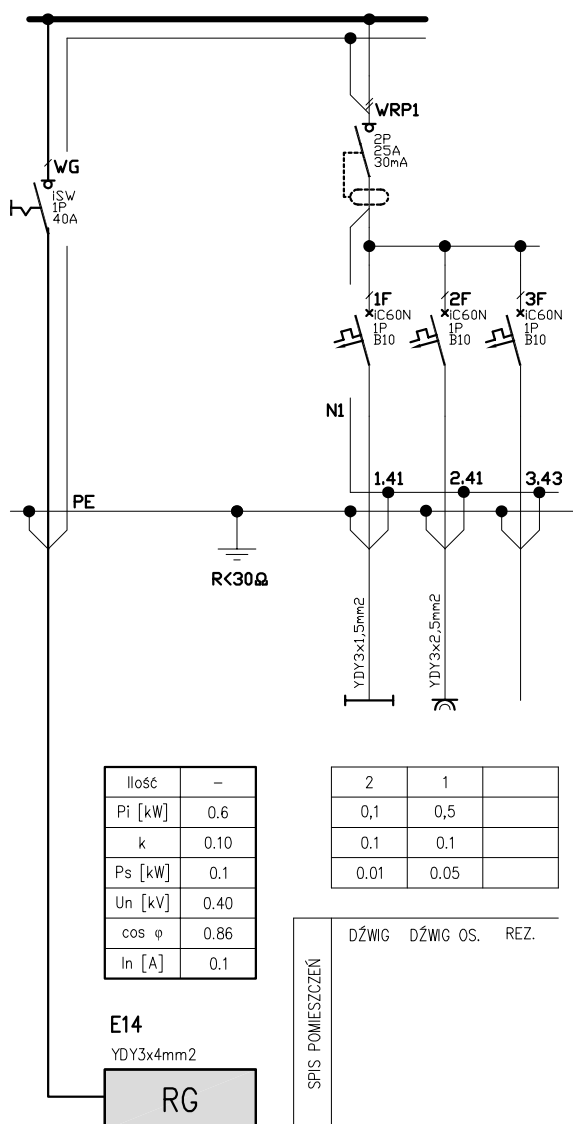 WG
iSW
1P
40A
WRP1
2P
25A
30mA
1F
iC60N
1P
B10
2F
iC60N
1P
B10
3F
iC60N
1P
B10
N1
1.41
2.41
3.43
PE
R<30Ω
YDY3x1,5mm2
YDY3x2,5mm2
Ilość –
Pi [kW] 0.6
k 0.10
Ps [kW] 0.1
Un [kV] 0.40
cos φ 0.86
In [A] 0.1
2 1
0,1 0,5
0.1 0.1
0.01 0.05
SPIS POMIESZCZEŃ
DŹWIG DŹWIG OS. REZ.
E14
YDY3x4mm2
RG